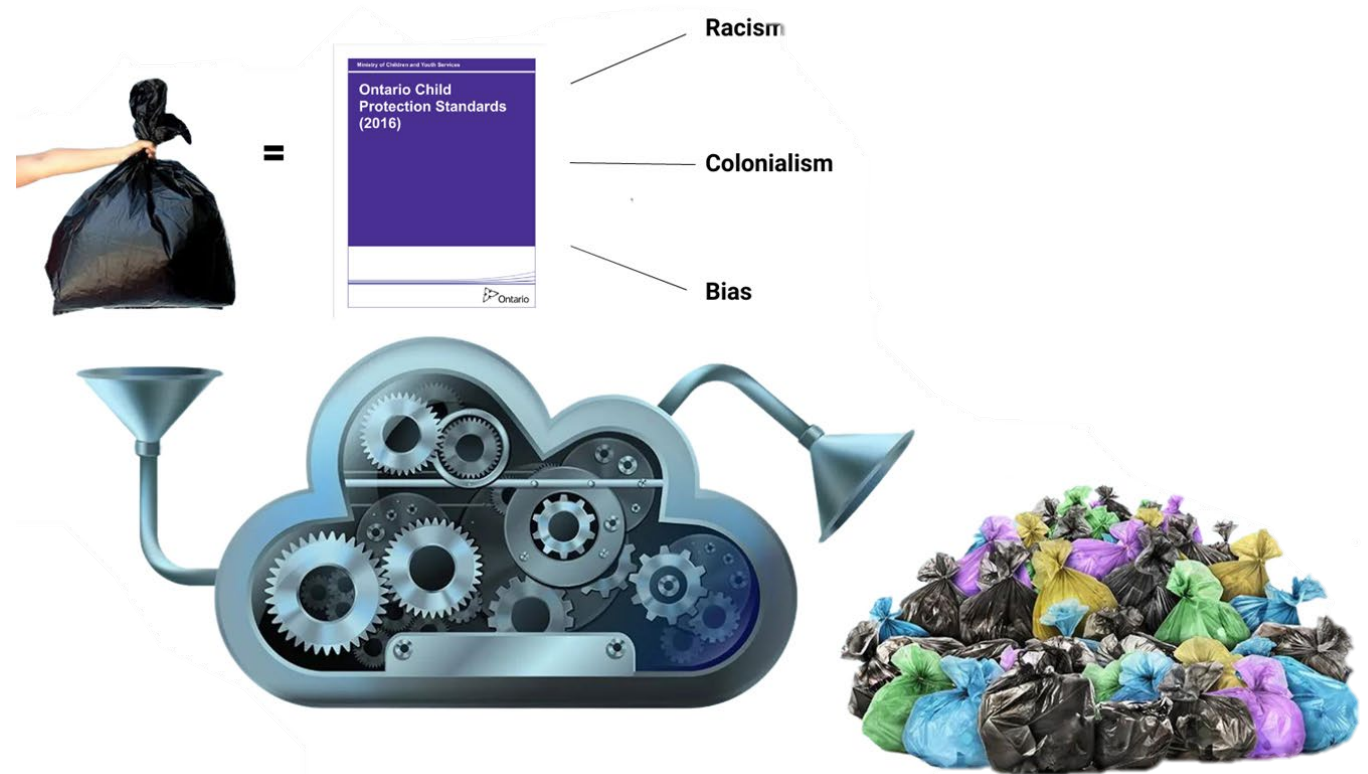 Racism
Ministry of Children and Youth Services
Ontario Child
Protection Standards
(2016)
=
Colonialism
Bias
Ontario